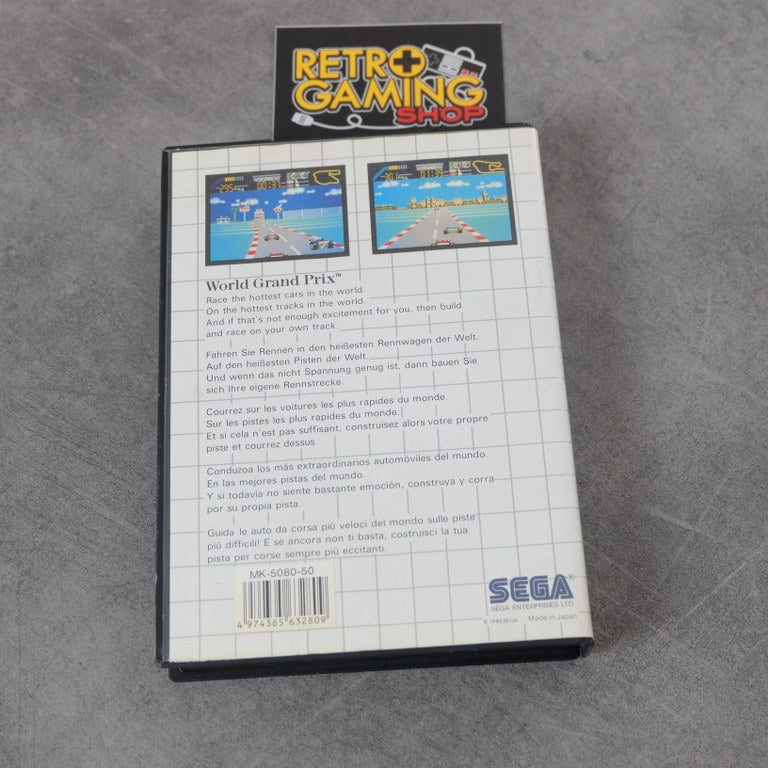 RETRO
GAMING
SHOP
World Grand Prix™
Race the hottest cars in the world.
On the hottest tracks in the world.
And if that's not enough excitement for you, then build
and race on your own track.
Fahren Sie Rennen in den heißesten Rennwagen der Welt.
Auf den heißesten Pisten der Welt.
Und wenn das nicht Spannung genug ist, dann bauen Sie
sich Ihre eigene Rennstrecke.
Courrez sur les voitures les plus rapides du monde.
Sur les pistes les plus rapides du monde.
Et si cela n'est pas suffisant, construisez alors votre propre
piste et courrez dessus.
Conduzoa los más extraordinarios automóviles del mundo.
En las mejores pistas del mundo.
Y si todavía no siente bastante emoción, construya y corra
por su propia pista.
Guida le auto da corsa più veloci del mondo sulle piste
più difficili! E se ancora non ti basta, costruisci la tua
pista per corse sempre più eccitanti.
MK-5080-50
4 974365 632809
SEGA®
SEGA ENTERPRISES LTD.
© 1986 SEGA Made in Japan